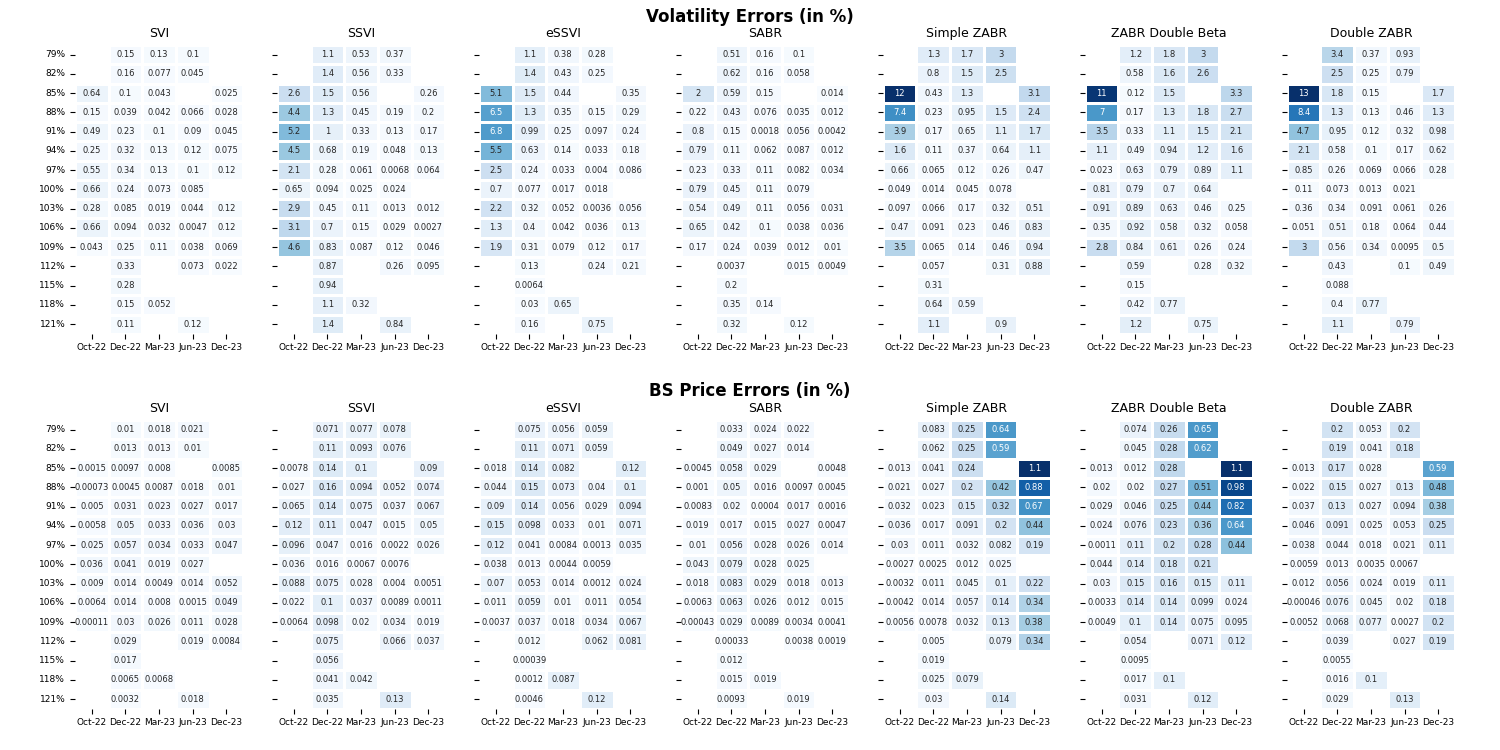 Volatility Errors (in %)
SVI SSVI eSSVI SABR Simple ZABR ZABR Double Beta Double ZABR
79% 0.15 0.13 0.1 1.1 0.53 0.37 1.1 0.38 0.28 0.51 0.16 0.1 1.3 1.7 3 1.2 1.8 3 3.4 0.37 0.93
82% 0.16 0.077 0.045 1.4 0.56 0.33 1.4 0.43 0.25 0.62 0.16 0.058 0.8 1.5 2.5 0.58 1.6 2.6 2.5 0.25 0.79
85% 0.64 0.1 0.043 0.025 2.6 1.5 0.56 0.26 5.1 1.5 0.44 0.35 2 0.59 0.15 0.014 12 0.43 1.3 3.1 11 0.12 1.5 3.3 13 1.8 0.15 1.7
88% 0.15 0.039 0.042 0.066 0.028 4.4 1.3 0.45 0.19 0.2 6.5 1.3 0.35 0.15 0.29 0.22 0.43 0.076 0.035 0.012 7.4 0.23 0.95 1.5 2.4 7 0.17 1.3 1.8 2.7 8.4 1.3 0.13 0.46 1.3
91% 0.49 0.23 0.1 0.09 0.045 5.2 1 0.33 0.13 0.17 6.8 0.99 0.25 0.097 0.24 0.8 0.15 0.0018 0.056 0.0042 3.9 0.17 0.65 1.1 1.7 3.5 0.33 1.1 1.5 2.1 4.7 0.95 0.12 0.32 0.98
94% 0.25 0.32 0.13 0.12 0.075 4.5 0.68 0.19 0.048 0.13 5.5 0.63 0.14 0.033 0.18 0.79 0.11 0.062 0.087 0.012 1.6 0.11 0.37 0.64 1.1 1.1 0.49 0.94 1.2 1.6 2.1 0.58 0.1 0.17 0.62
97% 0.55 0.34 0.13 0.1 0.12 2.1 0.28 0.061 0.0068 0.064 2.5 0.24 0.033 0.004 0.086 0.23 0.33 0.11 0.082 0.034 0.66 0.065 0.12 0.26 0.47 0.023 0.63 0.79 0.89 1.1 0.85 0.26 0.069 0.066 0.28
100% 0.66 0.24 0.073 0.085 0.65 0.094 0.025 0.024 0.7 0.077 0.017 0.018 0.79 0.45 0.11 0.079 0.049 0.014 0.045 0.078 0.81 0.79 0.7 0.64 0.11 0.073 0.013 0.021
103% 0.28 0.085 0.019 0.044 0.12 2.9 0.45 0.11 0.013 0.012 2.2 0.32 0.052 0.0036 0.056 0.54 0.49 0.11 0.056 0.031 0.097 0.066 0.17 0.32 0.51 0.91 0.89 0.63 0.46 0.25 0.36 0.34 0.091 0.061 0.26
106% 0.66 0.094 0.032 0.0047 0.12 3.1 0.7 0.15 0.029 0.0027 1.3 0.4 0.042 0.036 0.13 0.65 0.42 0.1 0.038 0.036 0.47 0.091 0.23 0.46 0.83 0.35 0.92 0.58 0.32 0.058 0.051 0.51 0.18 0.064 0.44
109% 0.043 0.25 0.11 0.038 0.069 4.6 0.83 0.087 0.12 0.046 1.9 0.31 0.079 0.12 0.17 0.17 0.24 0.039 0.012 0.01 3.5 0.065 0.14 0.46 0.94 2.8 0.84 0.61 0.26 0.24 3 0.56 0.34 0.0095 0.5
112% 0.33 0.073 0.022 0.87 0.26 0.095 0.13 0.24 0.21 0.0037 0.015 0.0049 0.057 0.31 0.88 0.59 0.28 0.32 0.43 0.1 0.49
115% 0.28 0.94 0.0064 0.2 0.31 0.15 0.088
118% 0.15 0.052 1.1 0.32 0.03 0.65 0.35 0.14 0.64 0.59 0.42 0.77 0.4 0.77
121% 0.11 0.12 1.4 0.84 0.16 0.75 0.32 0.12 1.1 0.9 1.2 0.75 1.1 0.79
Oct-22 Dec-22 Mar-23 Jun-23 Dec-23 Oct-22 Dec-22 Mar-23 Jun-23 Dec-23 Oct-22 Dec-22 Mar-23 Jun-23 Dec-23 Oct-22 Dec-22 Mar-23 Jun-23 Dec-23 Oct-22 Dec-22 Mar-23 Jun-23 Dec-23 Oct-22 Dec-22 Mar-23 Jun-23 Dec-23 Oct-22 Dec-22 Mar-23 Jun-23 Dec-23
BS Price Errors (in %)
SVI SSVI eSSVI SABR Simple ZABR ZABR Double Beta Double ZABR
79% 0.01 0.018 0.021 0.071 0.077 0.078 0.075 0.056 0.059 0.033 0.024 0.022 0.083 0.25 0.64 0.074 0.26 0.65 0.2 0.053 0.2
82% 0.013 0.013 0.01 0.11 0.093 0.076 0.11 0.071 0.059 0.049 0.027 0.014 0.062 0.25 0.59 0.045 0.28 0.62 0.19 0.041 0.18
85% 0.0015 0.0097 0.008 0.0085 0.0078 0.14 0.1 0.09 0.018 0.14 0.082 0.12 0.0045 0.058 0.029 0.0048 0.013 0.041 0.24 1.1 0.013 0.012 0.28 1.1 0.013 0.17 0.028 0.59
88% 0.00073 0.0045 0.0087 0.018 0.01 0.027 0.16 0.094 0.052 0.074 0.044 0.15 0.073 0.04 0.1 0.001 0.05 0.016 0.0097 0.0045 0.021 0.027 0.2 0.42 0.88 0.02 0.02 0.27 0.51 0.98 0.022 0.15 0.027 0.13 0.48
91% 0.005 0.031 0.023 0.027 0.017 0.065 0.14 0.075 0.037 0.067 0.09 0.14 0.056 0.029 0.094 0.0083 0.02 0.0004 0.017 0.0016 0.032 0.023 0.15 0.32 0.67 0.029 0.046 0.25 0.44 0.82 0.037 0.13 0.027 0.094 0.38
94% 0.0058 0.05 0.033 0.036 0.03 0.12 0.11 0.047 0.015 0.05 0.15 0.098 0.033 0.01 0.071 0.019 0.017 0.015 0.027 0.0047 0.036 0.017 0.091 0.2 0.44 0.024 0.076 0.23 0.36 0.64 0.046 0.091 0.025 0.053 0.25
97% 0.025 0.057 0.034 0.033 0.047 0.096 0.047 0.016 0.0022 0.026 0.12 0.041 0.0084 0.0013 0.035 0.01 0.056 0.028 0.026 0.014 0.03 0.011 0.032 0.082 0.19 0.0011 0.11 0.2 0.28 0.44 0.038 0.044 0.018 0.021 0.11
100% 0.036 0.041 0.019 0.027 0.036 0.016 0.0067 0.0076 0.038 0.013 0.0044 0.0059 0.043 0.079 0.028 0.025 0.0027 0.0025 0.012 0.025 0.044 0.14 0.18 0.21 0.0059 0.013 0.0035 0.0067
103% 0.009 0.014 0.0049 0.014 0.052 0.088 0.075 0.028 0.004 0.0051 0.07 0.053 0.014 0.0012 0.024 0.018 0.083 0.029 0.018 0.013 0.0032 0.011 0.045 0.1 0.22 0.03 0.15 0.16 0.15 0.11 0.012 0.056 0.024 0.019 0.11
106% 0.0064 0.014 0.008 0.0015 0.049 0.022 0.1 0.037 0.0089 0.0011 0.011 0.059 0.01 0.011 0.054 0.0063 0.063 0.026 0.012 0.015 0.0042 0.014 0.057 0.14 0.34 0.0033 0.14 0.14 0.099 0.024 0.00046 0.076 0.045 0.02 0.18
109% 0.00011 0.03 0.026 0.011 0.028 0.0064 0.098 0.02 0.034 0.019 0.0037 0.037 0.018 0.034 0.067 0.00043 0.029 0.0089 0.0034 0.0041 0.0056 0.0078 0.032 0.13 0.38 0.0049 0.1 0.14 0.075 0.095 0.0052 0.068 0.077 0.0027 0.2
112% 0.029 0.019 0.0084 0.075 0.066 0.037 0.012 0.062 0.081 0.00033 0.0038 0.0019 0.005 0.079 0.34 0.054 0.071 0.12 0.039 0.027 0.19
115% 0.017 0.056 0.00039 0.012 0.019 0.0095 0.0055
118% 0.0065 0.0068 0.041 0.042 0.0012 0.087 0.015 0.019 0.025 0.079 0.017 0.1 0.016 0.1
121% 0.0032 0.018 0.035 0.13 0.0046 0.12 0.0093 0.019 0.03 0.14 0.031 0.12 0.029 0.13
Oct-22 Dec-22 Mar-23 Jun-23 Dec-23 Oct-22 Dec-22 Mar-23 Jun-23 Dec-23 Oct-22 Dec-22 Mar-23 Jun-23 Dec-23 Oct-22 Dec-22 Mar-23 Jun-23 Dec-23 Oct-22 Dec-22 Mar-23 Jun-23 Dec-23 Oct-22 Dec-22 Mar-23 Jun-23 Dec-23 Oct-22 Dec-22 Mar-23 Jun-23 Dec-23